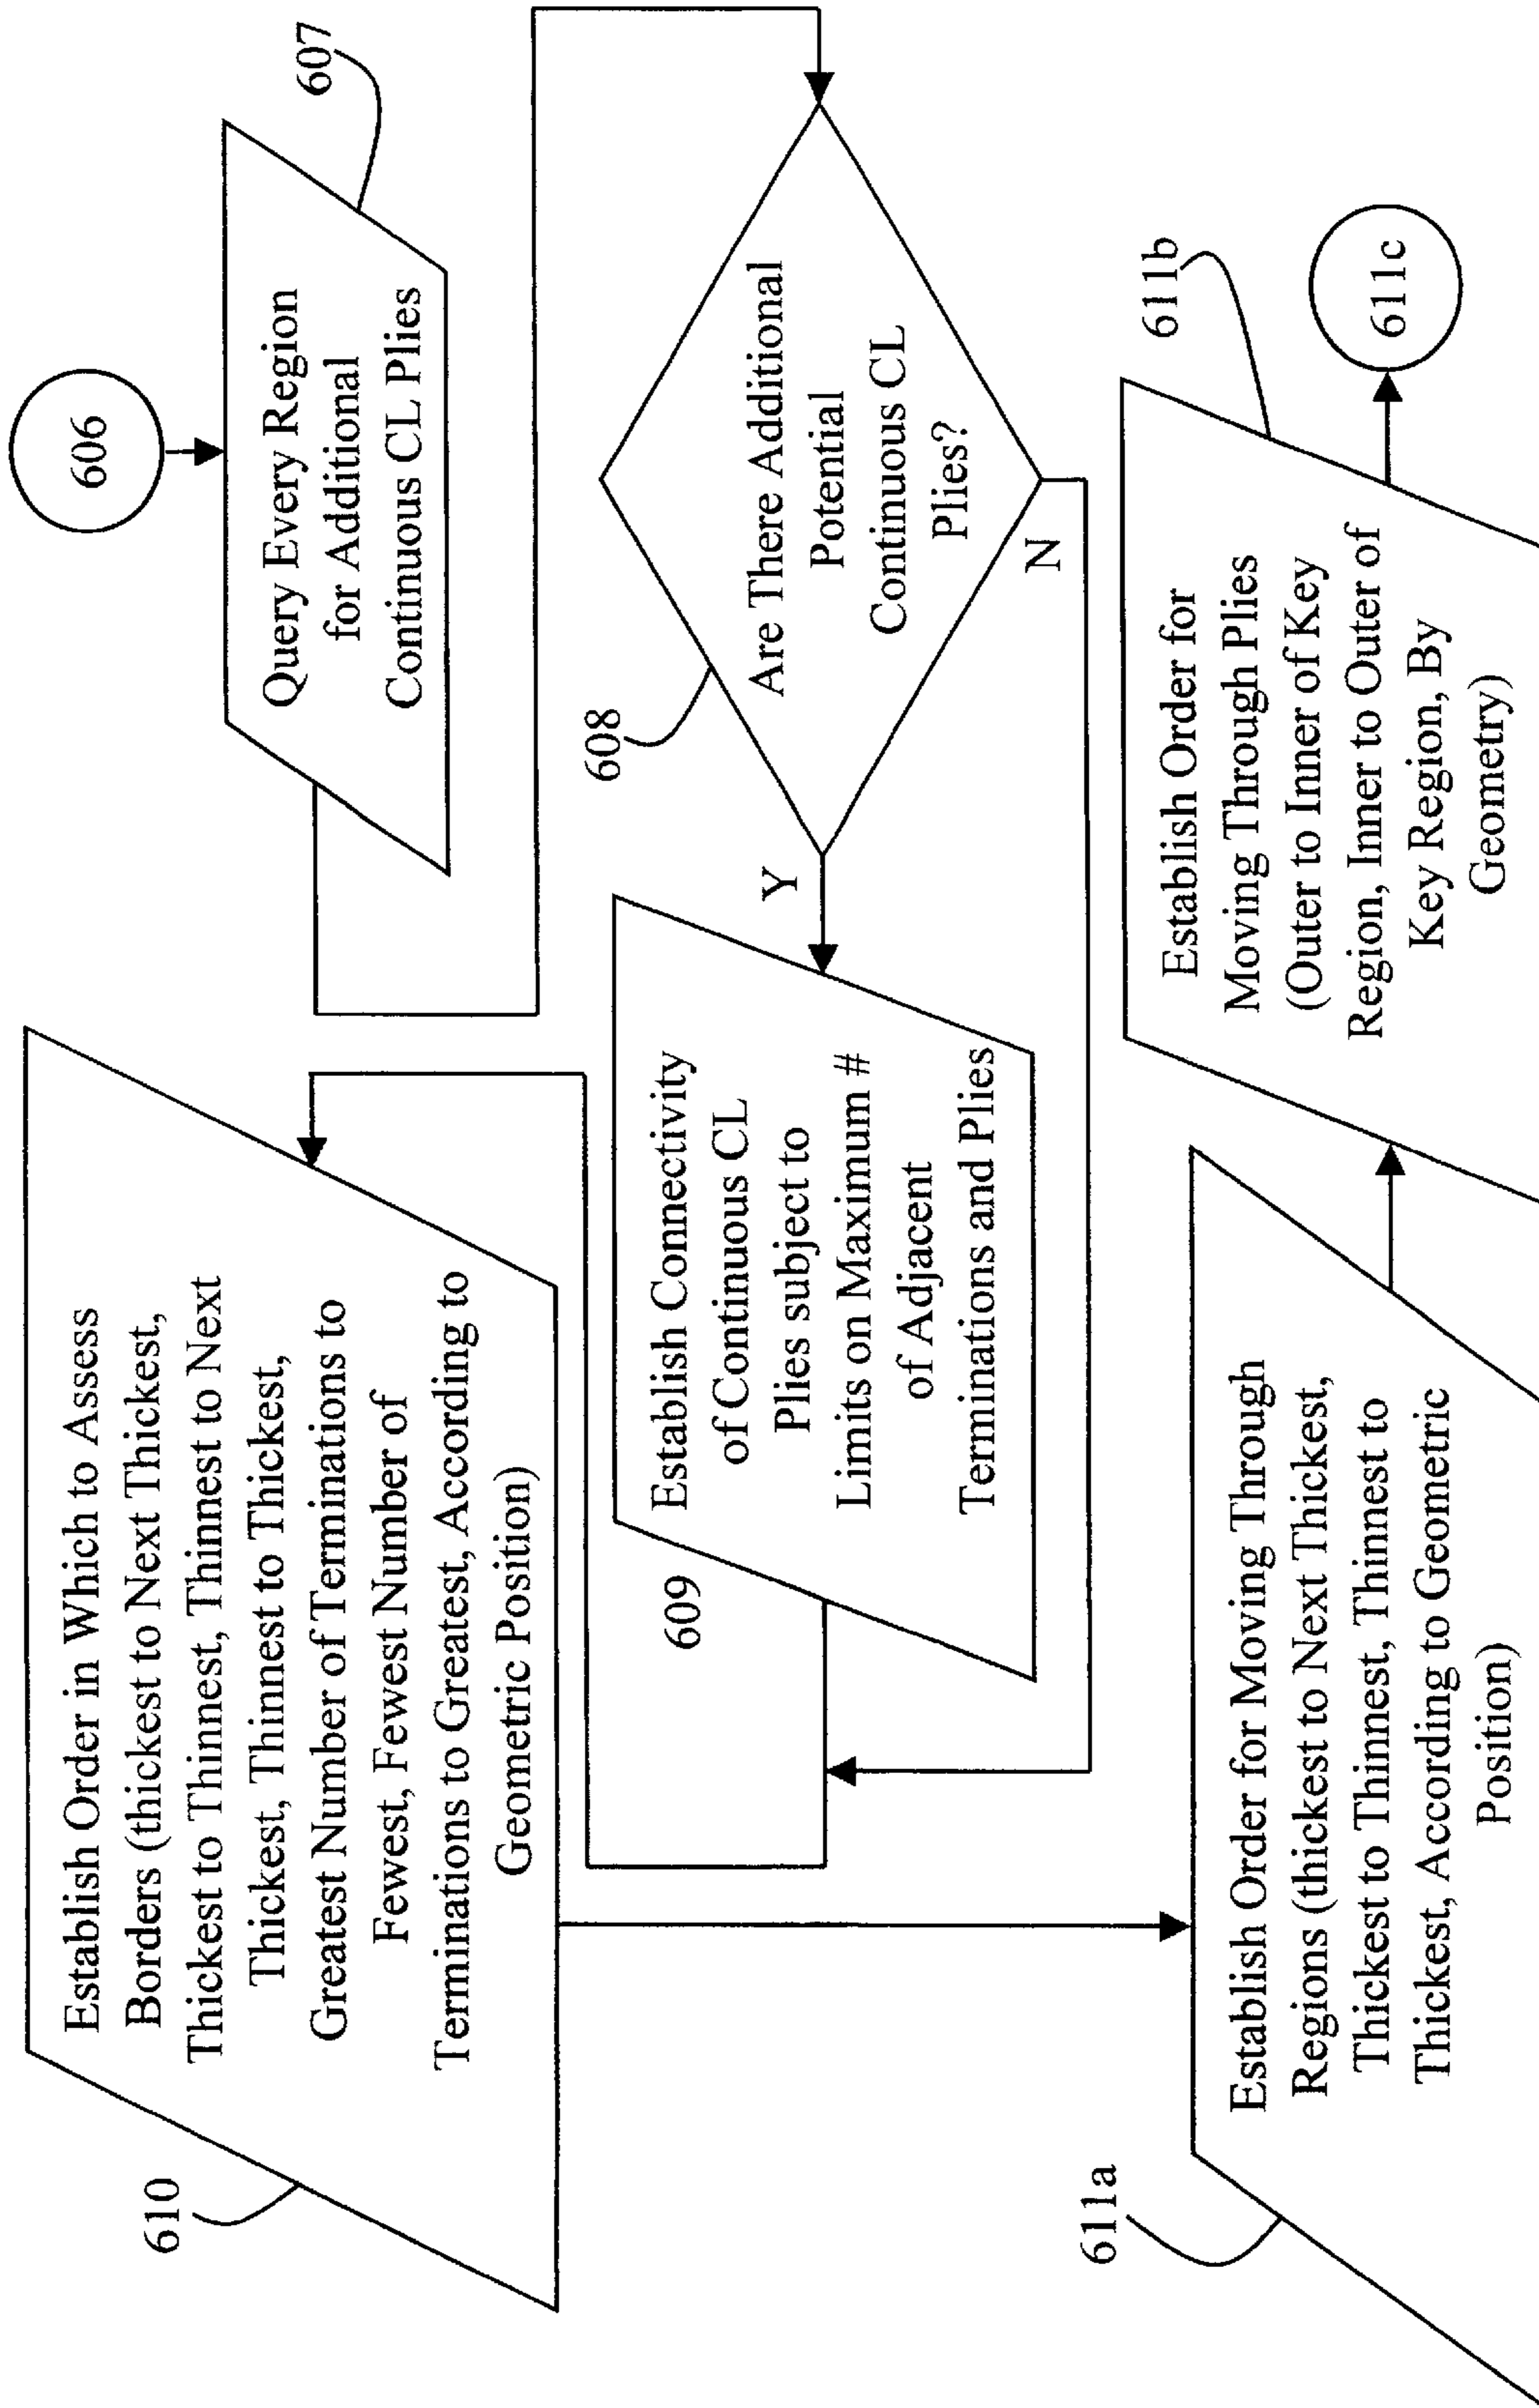 606
607
Query Every Region
for Additional
Continuous CL Plies
608
Are There Additional
Potential
Continuous CL
Plies?
Y
N
609
Establish Connectivity
of Continuous CL
Plies subject to
Limits on Maximum #
of Adjacent
Terminations and Plies
610
Establish Order in Which to Assess
Borders (thickest to Next Thickest,
Thickest to Thinnest, Thinnest to Next
Thickest, Thinnest to Thickest,
Greatest Number of Terminations to
Fewest, Fewest Number of
Terminations to Greatest, According to
Geometric Position)
611a
Establish Order for Moving Through
Regions (thickest to Next Thickest,
Thickest to Thinnest, Thinnest to
Thickest, According to Geometric
Position)
611b
Establish Order for
Moving Through Plies
(Outer to Inner of Key
Region, Inner to Outer of
Key Region, By
Geometry)
611c